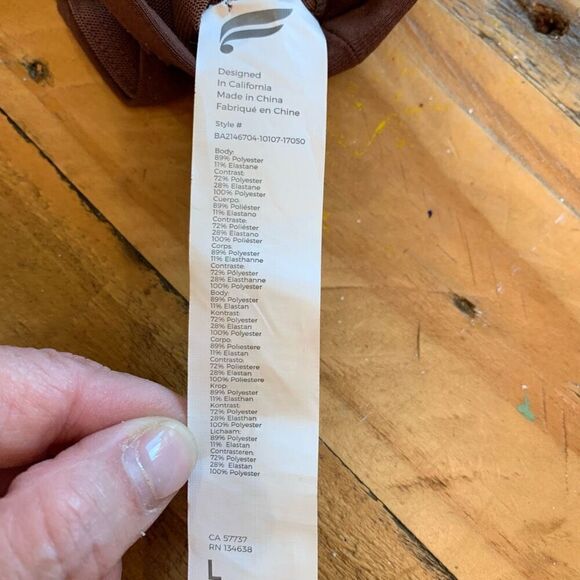 Designed
In California
Made in China
Fabriqué en Chine
Style #
BA2146704-10107-17050
Body:
89% Polyester
11% Elastane
Contrast:
72% Polyester
28% Elastane
100% Polyester
Cuerpo:
89% Poliéster
11% Elastano
Contraste:
72% Poliéster
28% Elastano
100% Poliéster
Corps:
89% Polyester
11% Elasthanne
Contraste:
72% Polyester
28% Elasthanne
100% Polyester
Body:
89% Polyester
11% Elastan
Kontrast:
72% Polyester
28% Elastan
100% Polyester
Corpo:
89% Poliestere
11% Elastan
Contrasto:
72% Poliestere
28% Elastan
100% Poliestere
Krop:
89% Polyester
11% Elasthan
Kontrast:
72% Polyester
28% Elasthan
100% Polyester
Lichaam:
89% Polyester
11% Elastan
Contrasteren:
72% Polyester
28% Elastan
100% Polyester
CA 57737
RN 134638
L